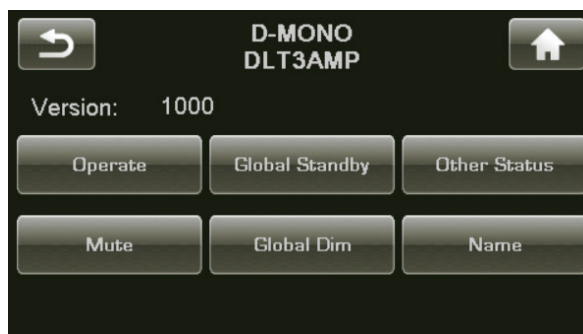 D-MONO
DLT3AMP
Version: 1000
Operate Global Standby Other Status
Mute Global Dim Name